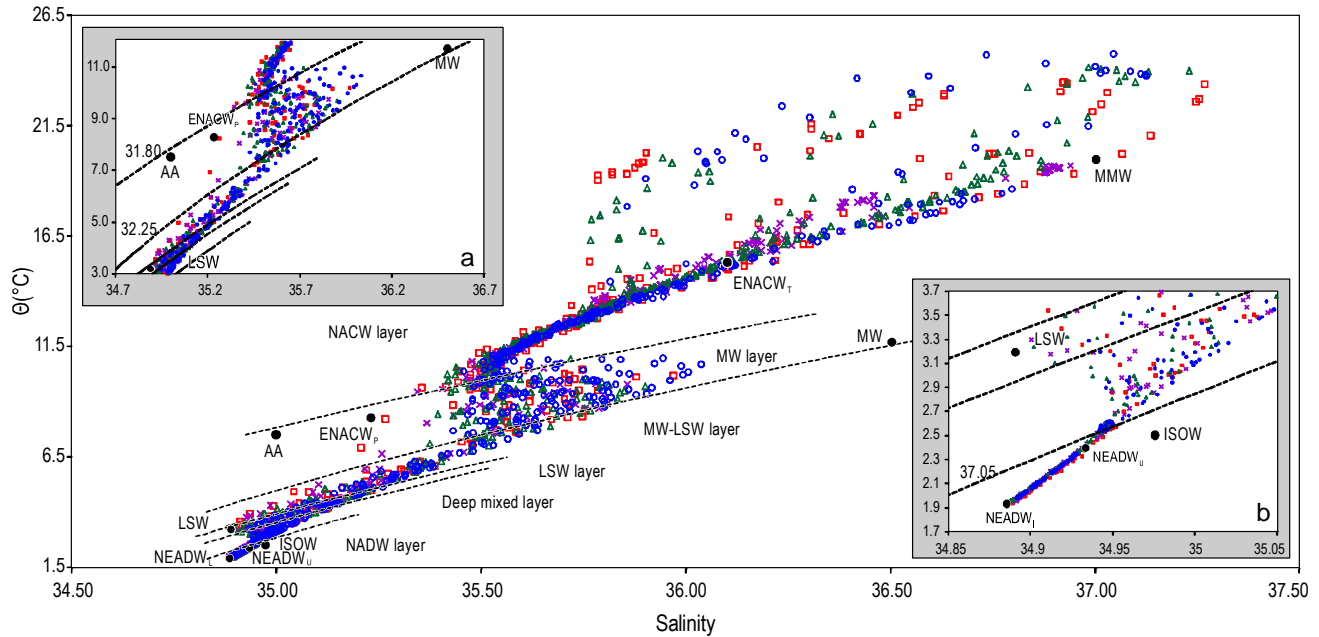 26.5
21.5
16.5
11.5
6.5
1.5
Θ(°C)
34.50
35.00
35.50
36.00
36.50
37.00
37.50
Salinity
11.0
9.0
7.0
5.0
3.0
34.7
35.2
35.7
36.2
36.7
MW
ENACWP
31.80
AA
32.25
LSW
a
MMW
ENACWT
NACW layer
MW
MW layer
ENACWP
AA
MW-LSW layer
LSW layer
Deep mixed layer
LSW
NEADWL
ISOW
NEADWU
NADW layer
3.7
3.5
3.3
3.1
2.9
2.7
2.5
2.3
2.1
1.9
1.7
34.85
34.9
34.95
35
35.05
LSW
ISOW
37.05
NEADWU
NEADWl
b